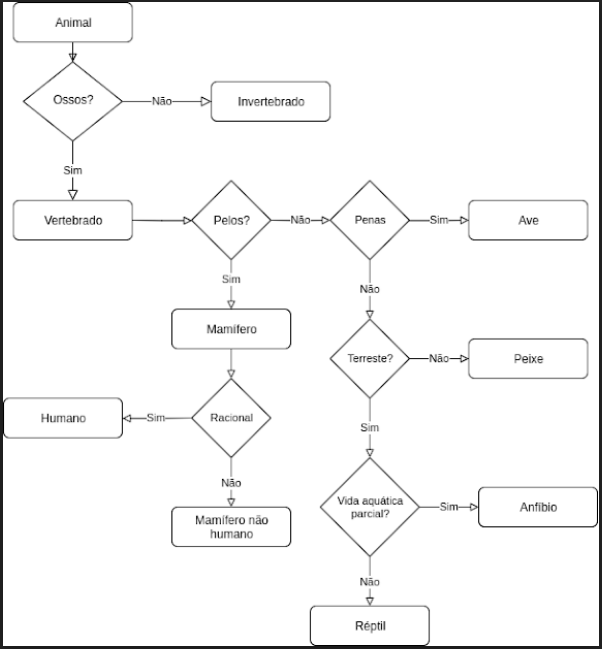 Animal
Ossos?
Não
Invertebrado
Sim
Vertebrado
Pelos?
Não
Penas
Sim
Ave
Sim
Não
Mamífero
Terreste?
Não
Peixe
Humano
Sim
Racional
Sim
Não
Vida aquática
parcial?
Sim
Anfíbio
Mamífero não
humano
Não
Réptil